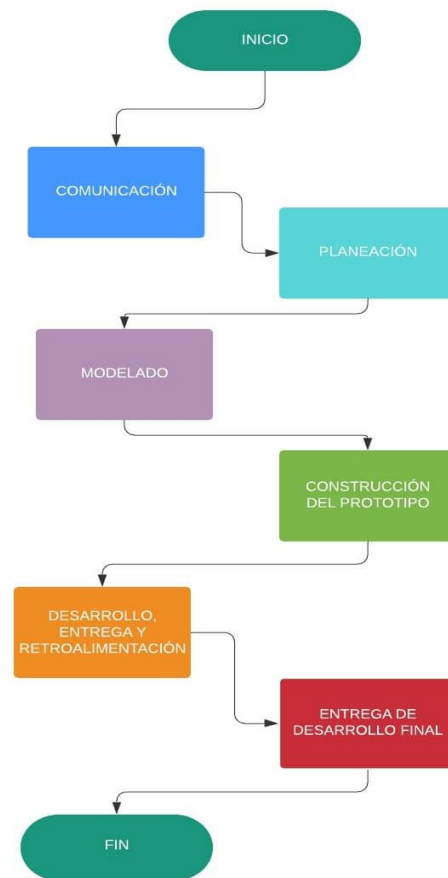 INICIO
COMUNICACIÓN
PLANEACIÓN
MODELADO
CONSTRUCCIÓN
DEL PROTOTIPO
DESARROLLO,
ENTREGA Y
RETROALIMENTACIÓN
ENTREGA DE
DESARROLLO FINAL
FIN